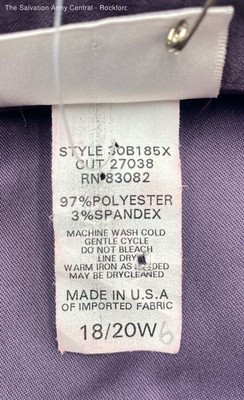 The Salvation Army Central - Rockford
STYLE 30B185X
CUT 27038
RN 83082
97% POLYESTER
3% SPANDEX
MACHINE WASH COLD
GENTLE CYCLE
DO NOT BLEACH
LINE DRY
WARM IRON AS NEEDED
MAY BE DRYCLEANED
MADE IN U.S.A
OF IMPORTED FABRIC
18/20W
6